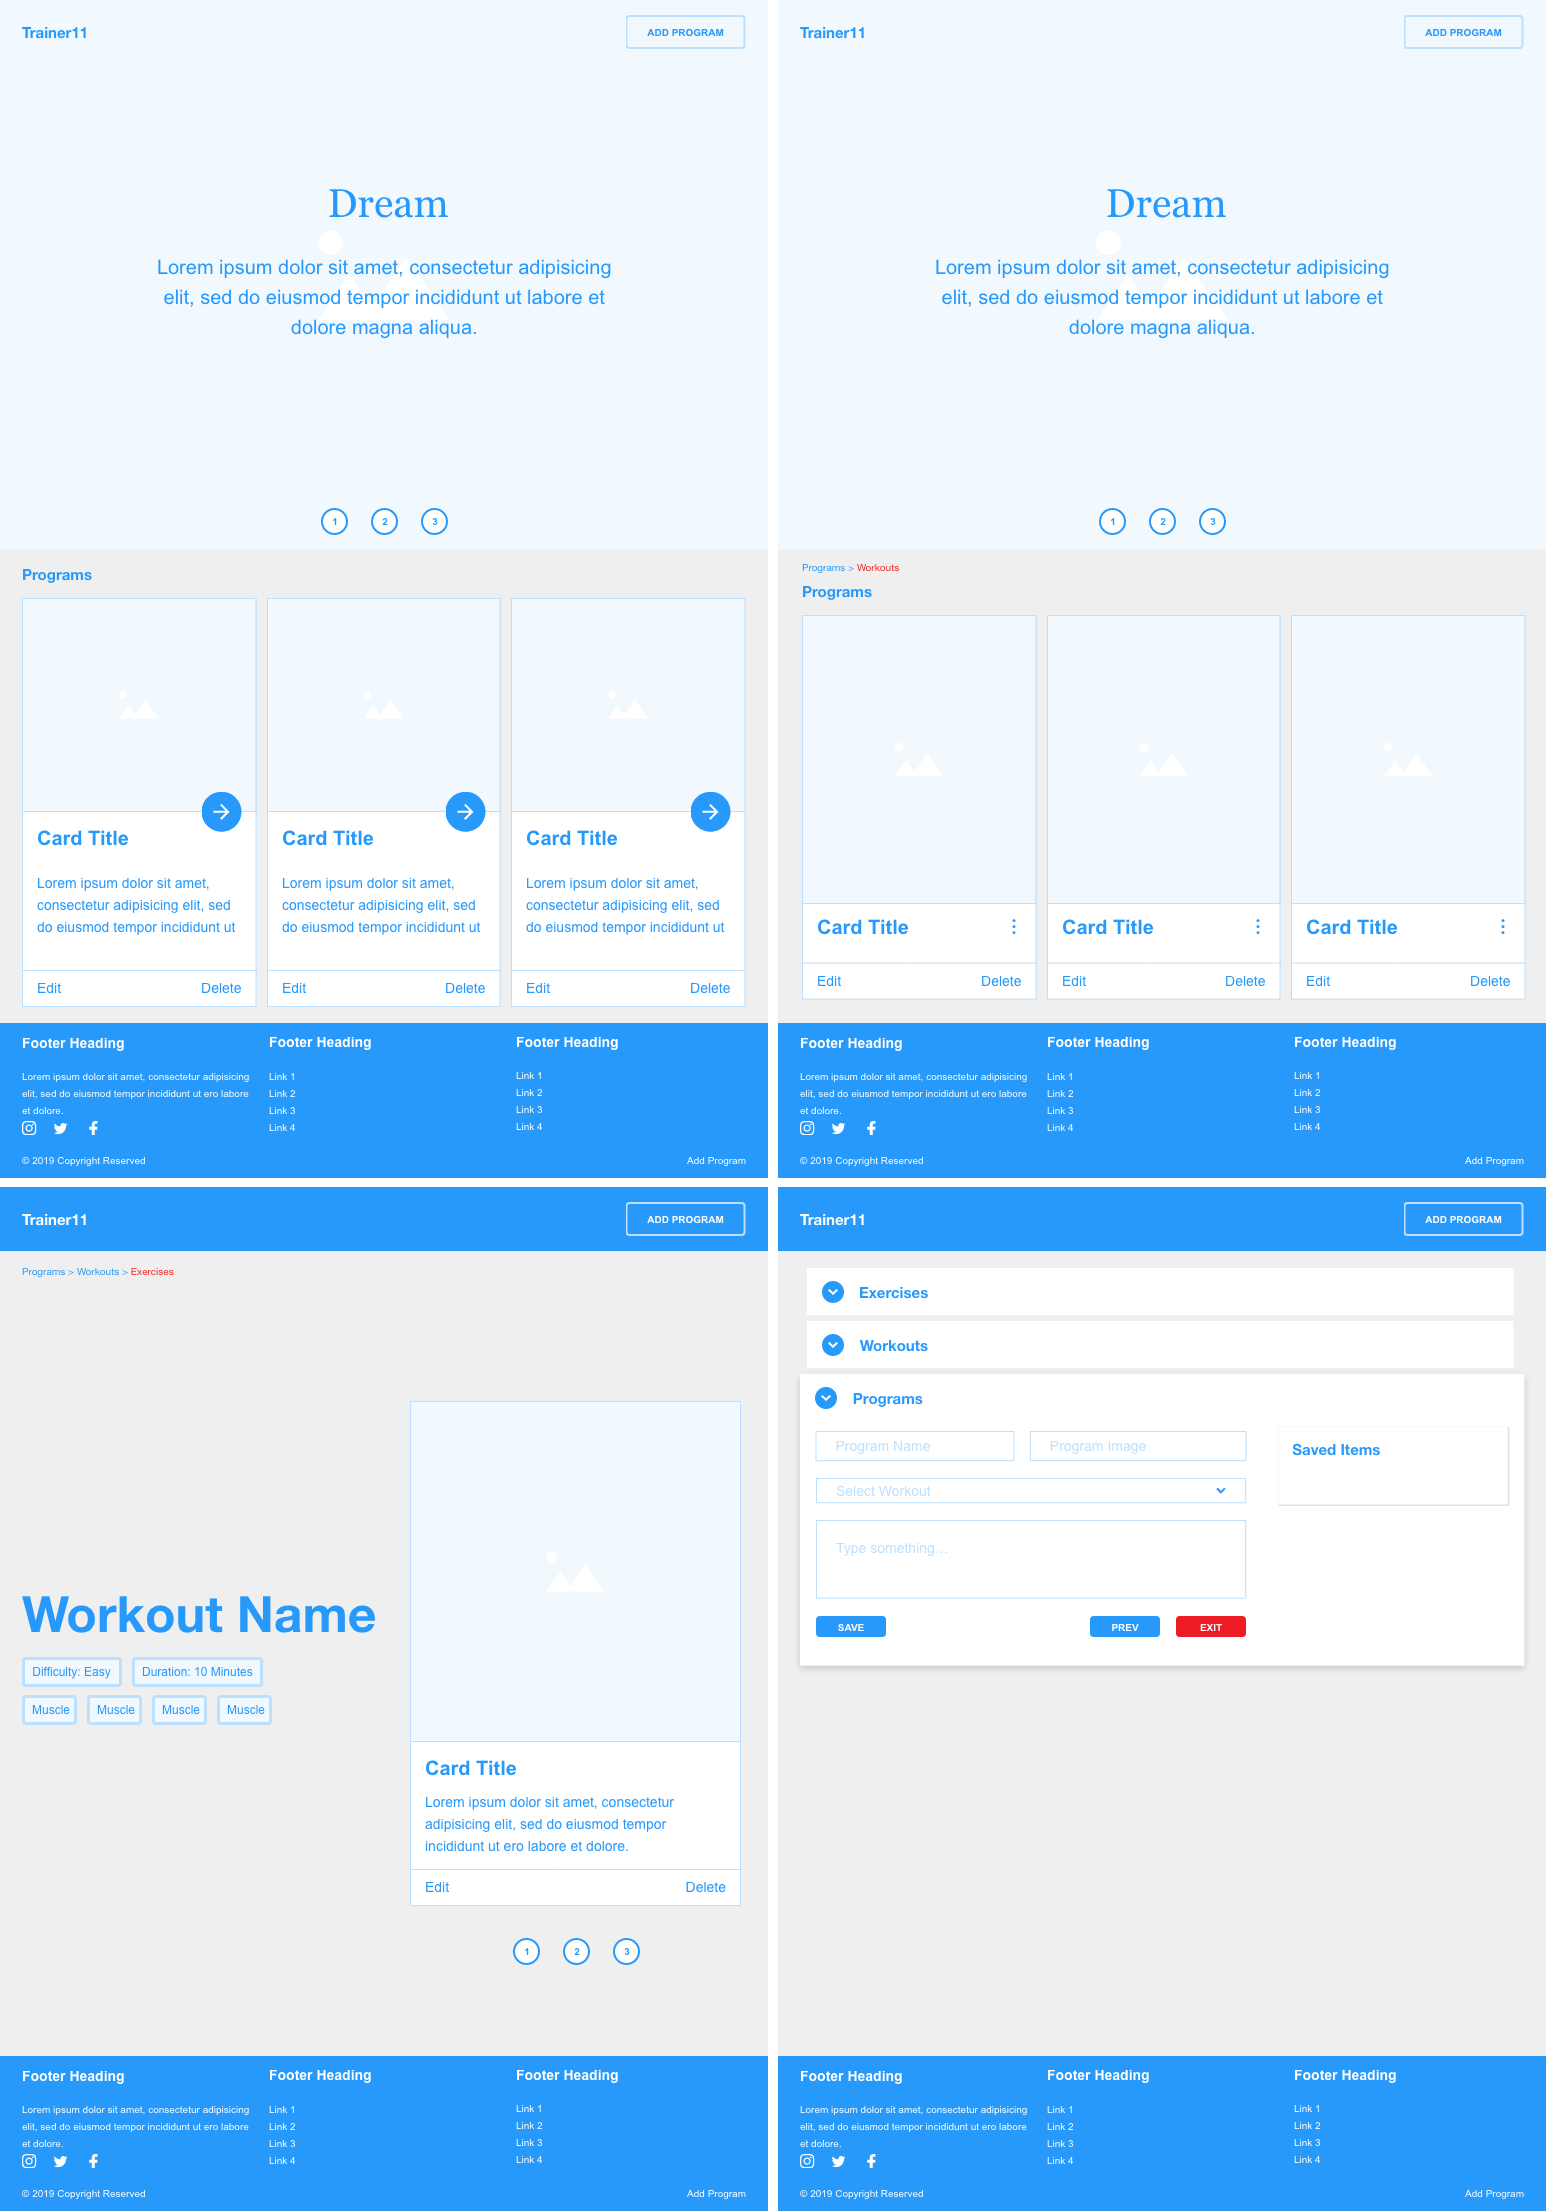 Trainer11
ADD PROGRAM
Dream
Lorem ipsum dolor sit amet, consectetur adipisicing
elit, sed do eiusmod tempor incididunt ut labore et
dolore magna aliqua.
1 2 3
Programs
Card Title
Lorem ipsum dolor sit amet,
consectetur adipisicing elit, sed
do eiusmod tempor incididunt ut
Edit Delete
Card Title
Lorem ipsum dolor sit amet,
consectetur adipisicing elit, sed
do eiusmod tempor incididunt ut
Edit Delete
Card Title
Lorem ipsum dolor sit amet,
consectetur adipisicing elit, sed
do eiusmod tempor incididunt ut
Edit Delete
Footer Heading
Lorem ipsum dolor sit amet, consectetur adipisicing
elit, sed do eiusmod tempor incididunt ut ero labore
et dolore.
Footer Heading
Link 1
Link 2
Link 3
Link 4
Footer Heading
Link 1
Link 2
Link 3
Link 4
© 2019 Copyright Reserved
Add Program
Trainer11
ADD PROGRAM
Dream
Lorem ipsum dolor sit amet, consectetur adipisicing
elit, sed do eiusmod tempor incididunt ut labore et
dolore magna aliqua.
1 2 3
Programs > Workouts
Programs
Card Title
Edit Delete
Card Title
Edit Delete
Card Title
Edit Delete
Footer Heading
Lorem ipsum dolor sit amet, consectetur adipisicing
elit, sed do eiusmod tempor incididunt ut ero labore
et dolore.
Footer Heading
Link 1
Link 2
Link 3
Link 4
Footer Heading
Link 1
Link 2
Link 3
Link 4
© 2019 Copyright Reserved
Add Program
Trainer11
ADD PROGRAM
Programs > Workouts > Exercises
Workout Name
Difficulty: Easy
Duration: 10 Minutes
Muscle Muscle Muscle Muscle
Card Title
Lorem ipsum dolor sit amet, consectetur
adipisicing elit, sed do eiusmod tempor
incididunt ut ero labore et dolore.
Edit Delete
1 2 3
Footer Heading
Lorem ipsum dolor sit amet, consectetur adipisicing
elit, sed do eiusmod tempor incididunt ut ero labore
et dolore.
Footer Heading
Link 1
Link 2
Link 3
Link 4
Footer Heading
Link 1
Link 2
Link 3
Link 4
© 2019 Copyright Reserved
Add Program
Trainer11
ADD PROGRAM
Exercises
Workouts
Programs
Program Name
Program Image
Select Workout
Type something...
SAVE
PREV
EXIT
Saved Items
Footer Heading
Lorem ipsum dolor sit amet, consectetur adipisicing
elit, sed do eiusmod tempor incididunt ut ero labore
et dolore.
Footer Heading
Link 1
Link 2
Link 3
Link 4
Footer Heading
Link 1
Link 2
Link 3
Link 4
© 2019 Copyright Reserved
Add Program